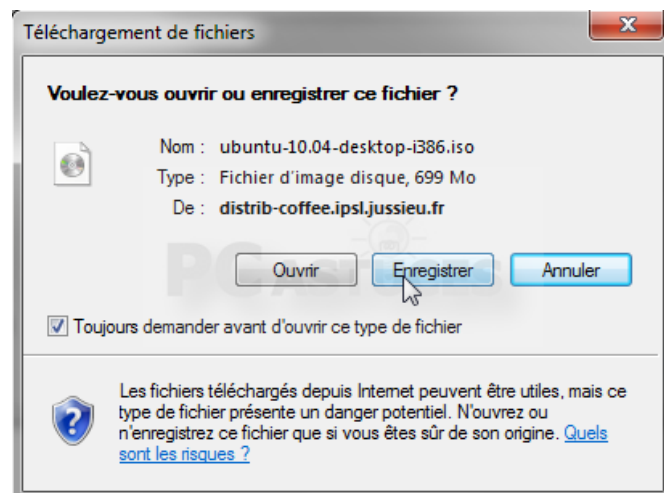 Téléchargement de fichiers
Voulez-vous ouvrir ou enregistrer ce fichier ?
Nom : ubuntu-10.04-desktop-i386.iso
Type : Fichier d'image disque, 699 Mo
De : distrib-coffee.ipsl.jussieu.fr
PC ASTUCES
Ouvrir Enregistrer Annuler
Toujours demander avant d'ouvrir ce type de fichier
Les fichiers téléchargés depuis Internet peuvent être utiles, mais ce
type de fichier présente un danger potentiel. N'ouvrez ou
n'enregistrez ce fichier que si vous êtes sûr de son origine. Quels
sont les risques ?